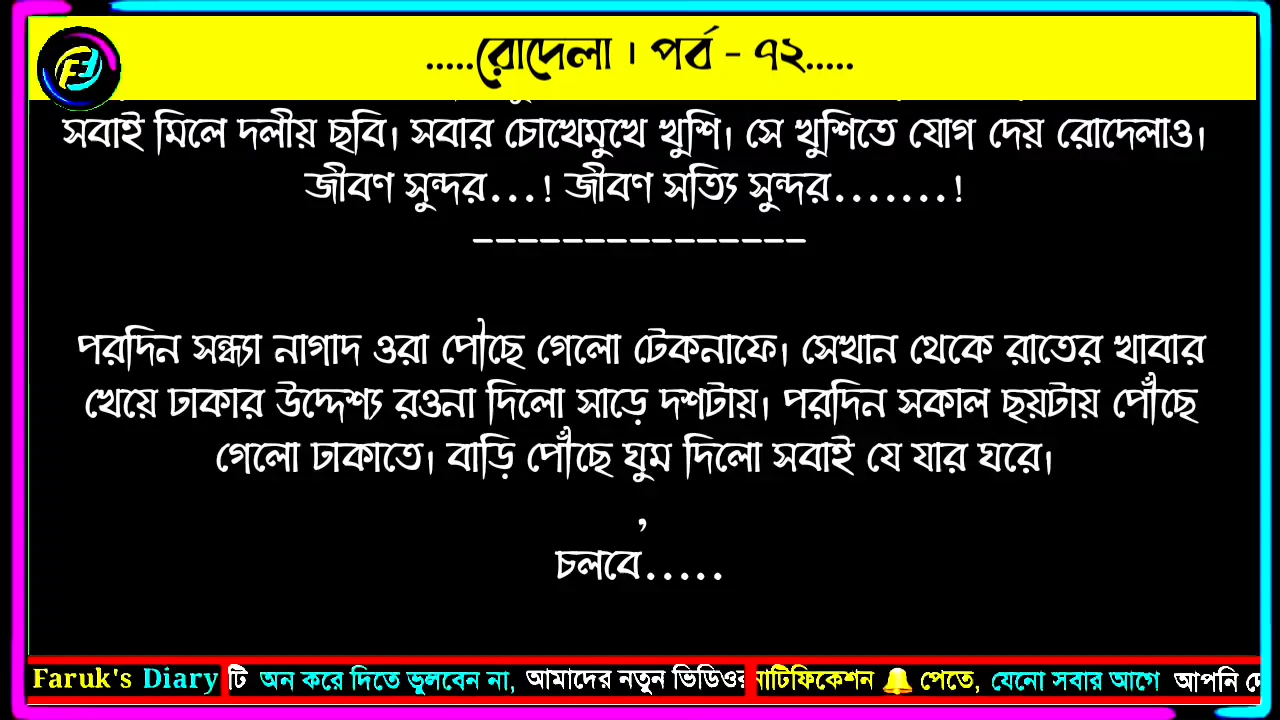 .....রোদেলা । পর্ব - ৭২.....
সবাই মিলে দলীয় ছবি। সবার চোখেমুখে খুশি। সে খুশিতে যোগ দেয় রোদেলাও।
জীবণ সুন্দর...! জীবণ সত্যি সুন্দর.......!
---------------
পরদিন সন্ধ্যা নাগাদ ওরা পৌছে গেলো টেকনাফে। সেখান থেকে রাতের খাবার
খেয়ে ঢাকার উদ্দেশ্য রওনা দিলো সাড়ে দশটায়। পরদিন সকাল ছয়টায় পৌঁছে
গেলো ঢাকাতে। বাড়ি পৌঁছে ঘুম দিলো সবাই যে যার ঘরে।
,
চলবে.....
Faruk's Diary টি অন করে দিতে ভুলবেন না, আমাদের নতুন ভিডিওর নোটিফিকেশন 🔔 পেতে, যেনো সবার আগে আপনি